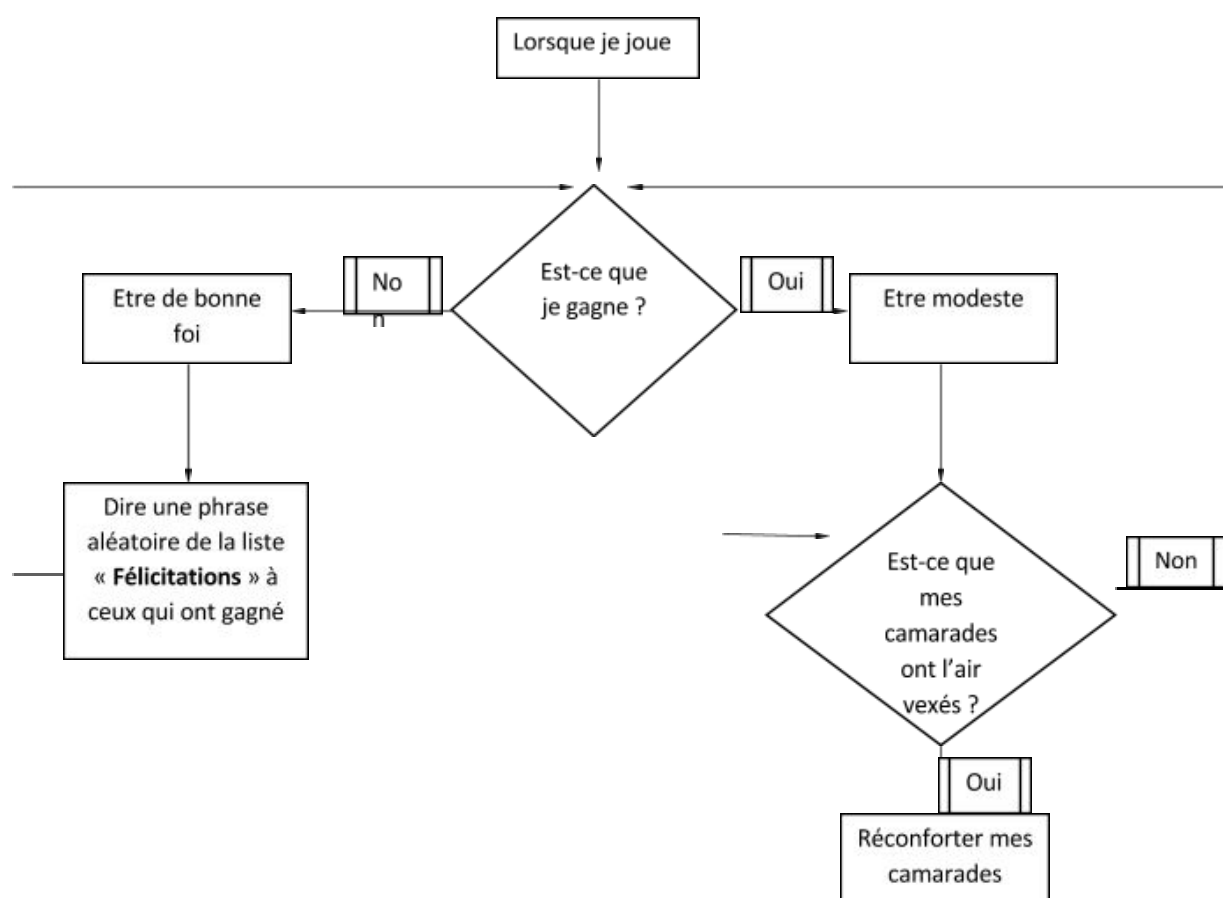 Lorsque je joue
Est-ce que
je gagne ?
No
n
Oui
Etre de bonne
foi
Etre modeste
Dire une phrase
aléatoire de la liste
« Félicitations » à
ceux qui ont gagné
Est-ce que
mes
camarades
ont l’air
vexés ?
Non
Oui
Réconforter mes
camarades